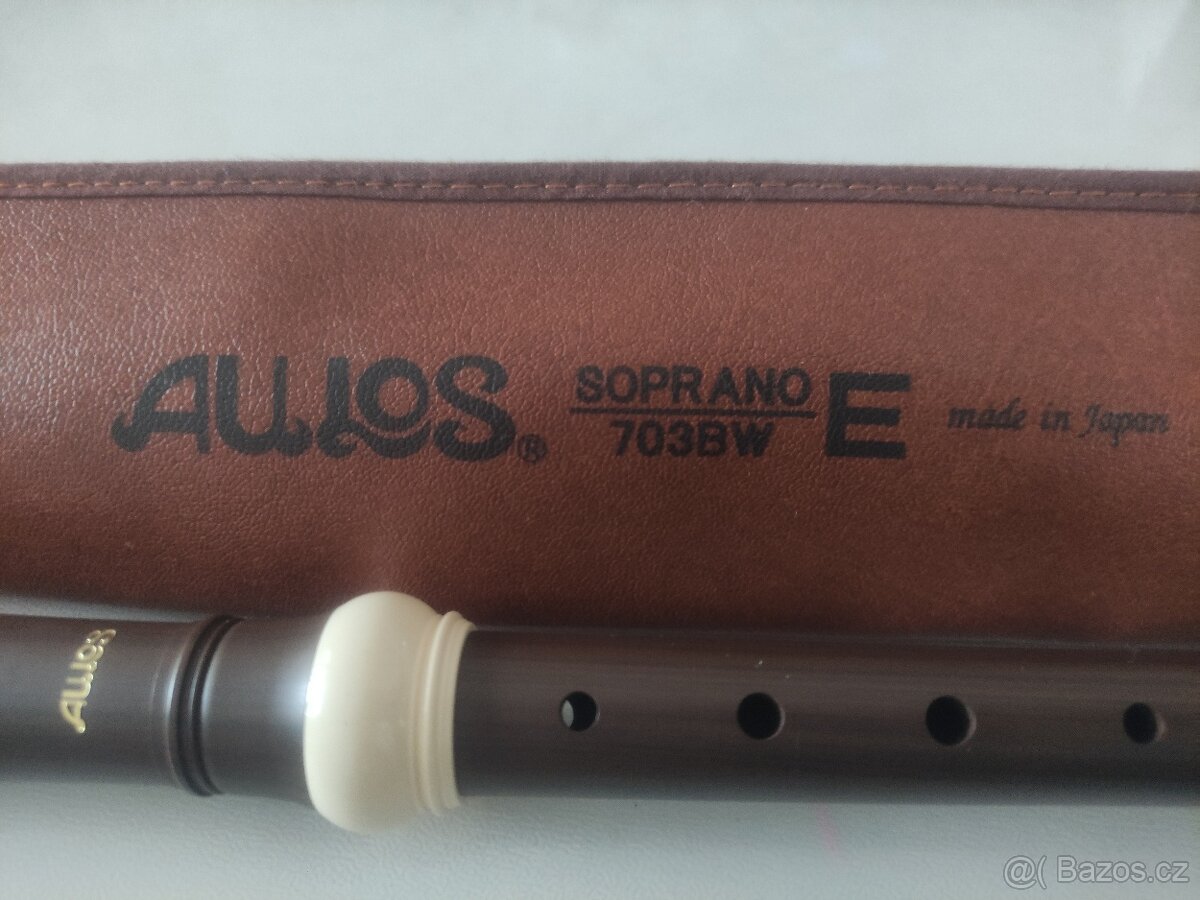 AULOS® SOPRANO E made in Japan
703BW
AULOS
@( Bazos.cz